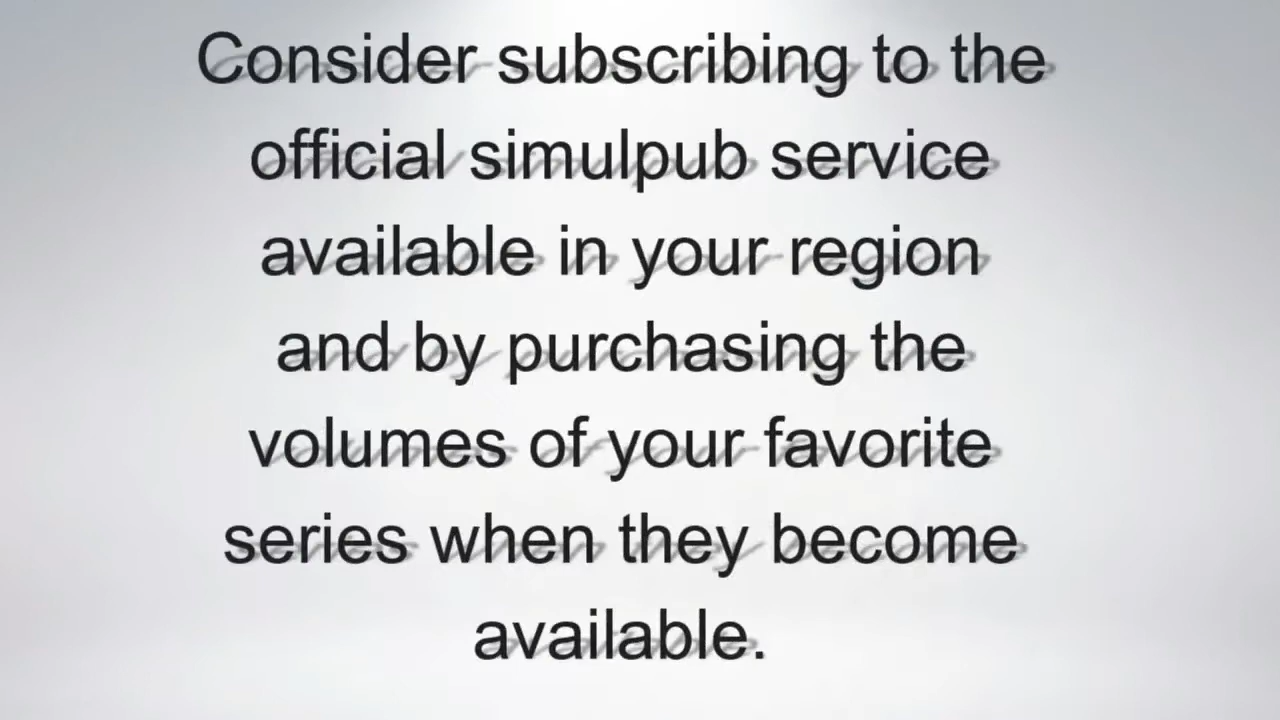 Consider subscribing to the
official simulpub service
available in your region
and by purchasing the
volumes of your favorite
series when they become
available.